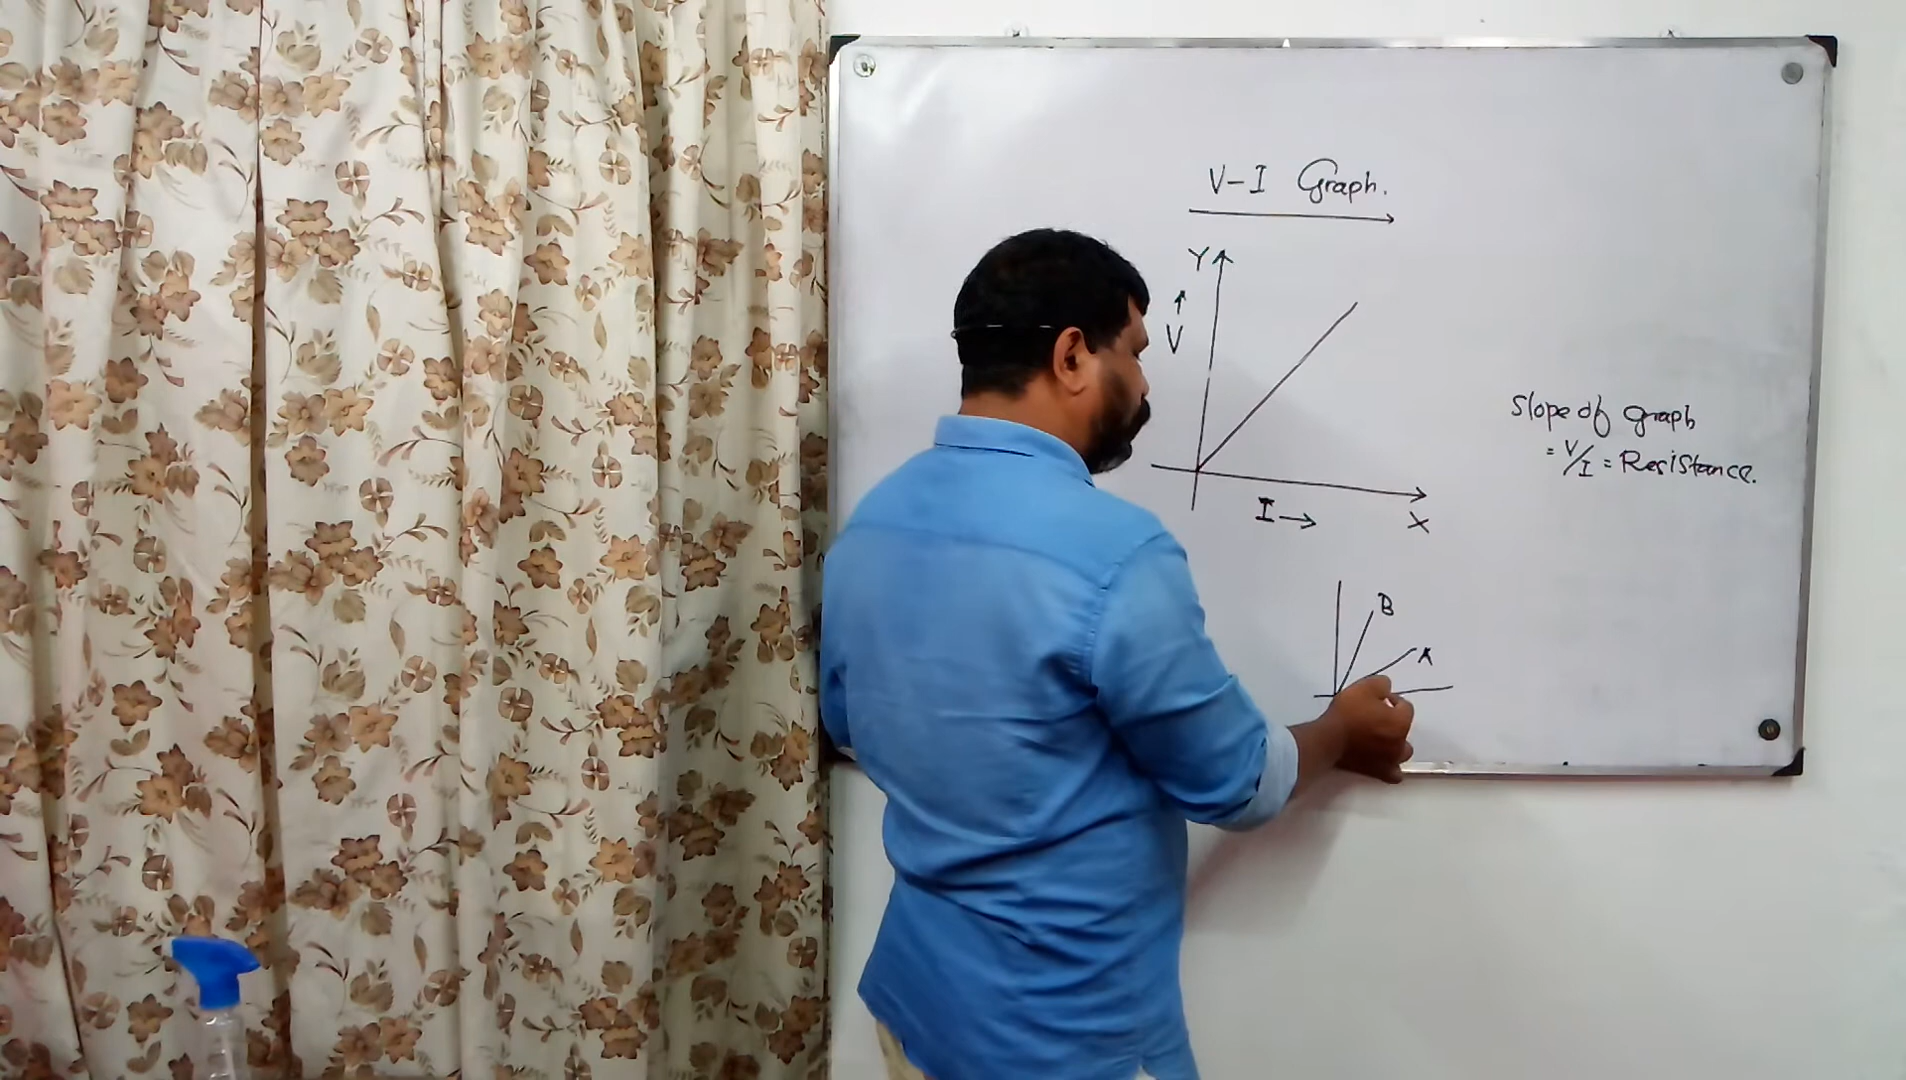 V-I Graph.
Y
V
I
X
Slope of graph
= V/I = Resistance.
B
A